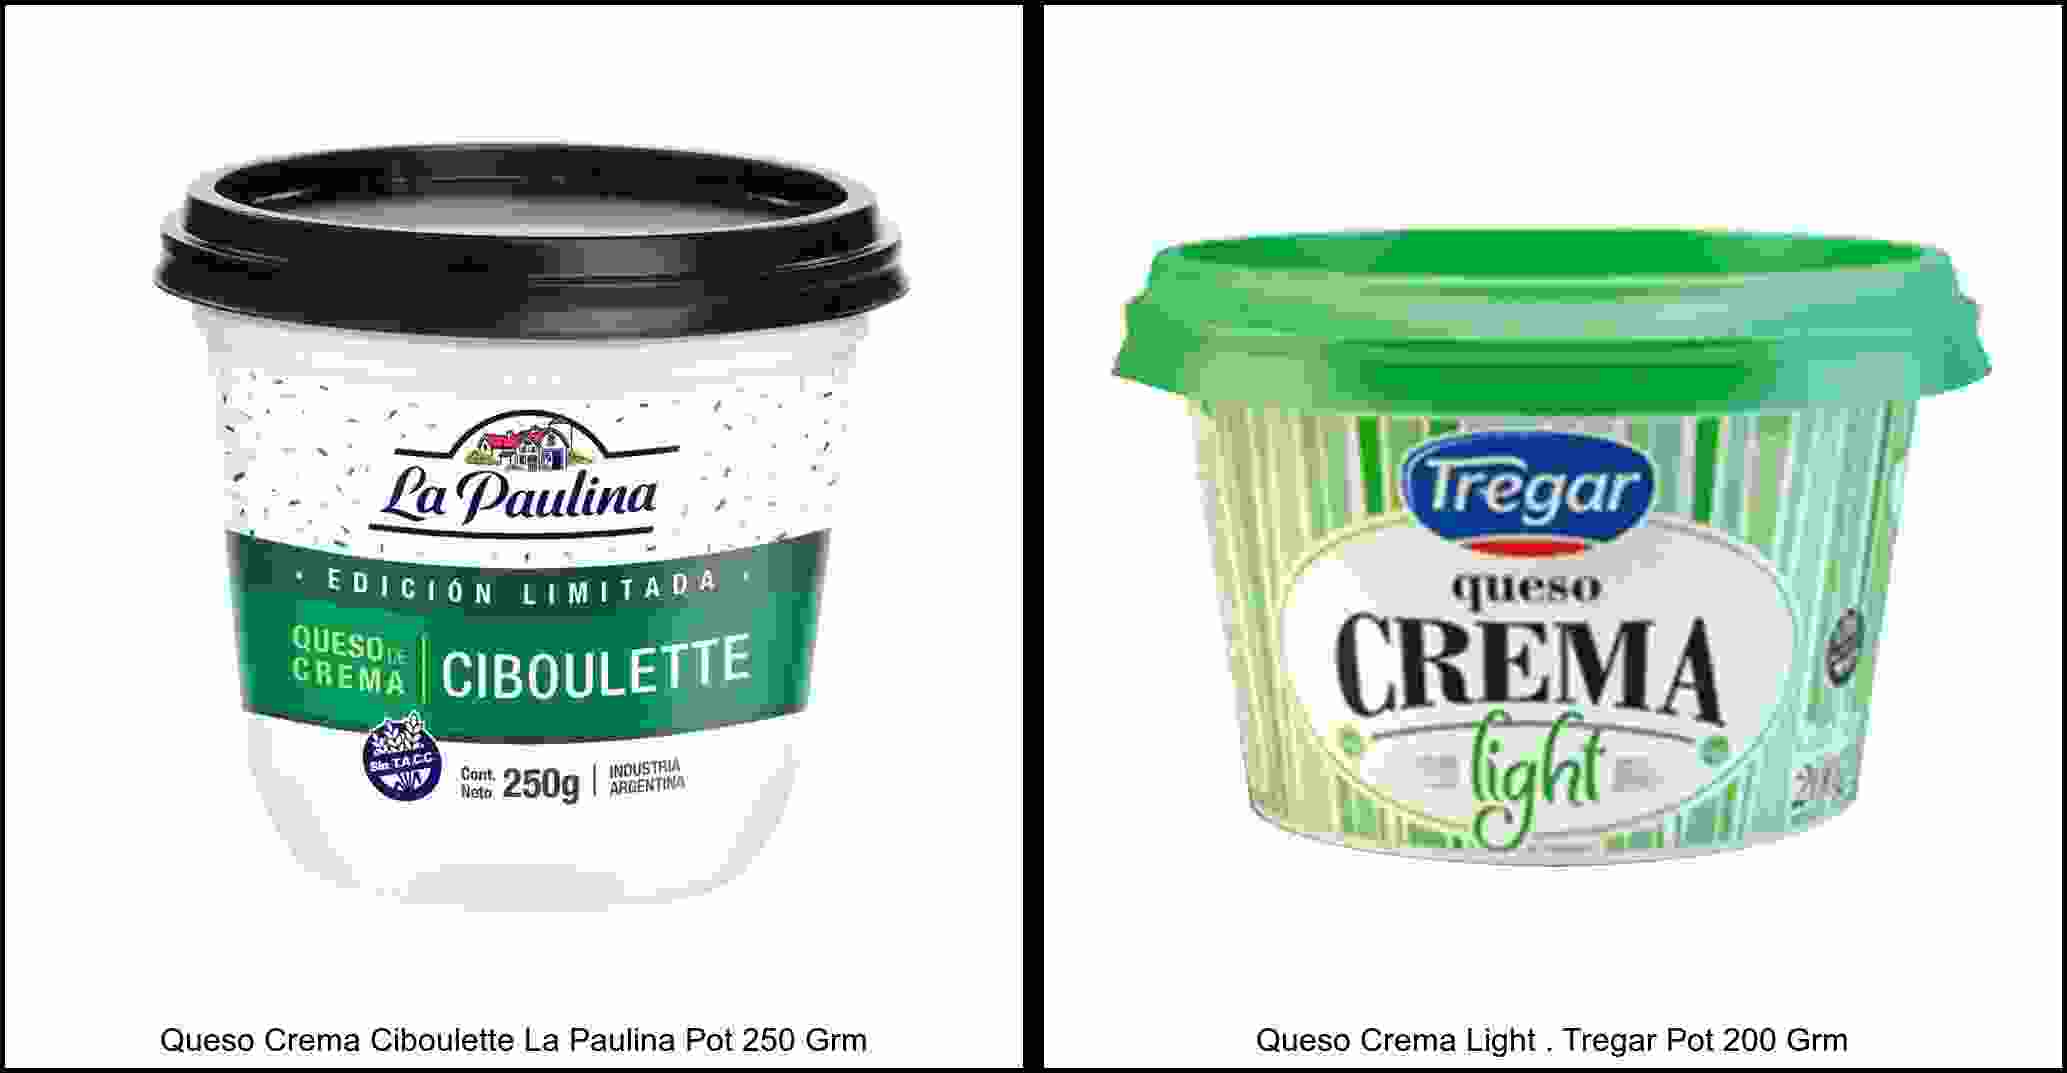 La Paulina
• EDICIÓN LIMITADA •
QUESO DE
CREMA
CIBOULETTE
Sin T.A.C.C.
Cont.
Neto
250g
INDUSTRIA
ARGENTINA
Queso Crema Ciboulette La Paulina Pot 250 Grm
Tregar
queso
CREMA
light
Queso Crema Light . Tregar Pot 200 Grm